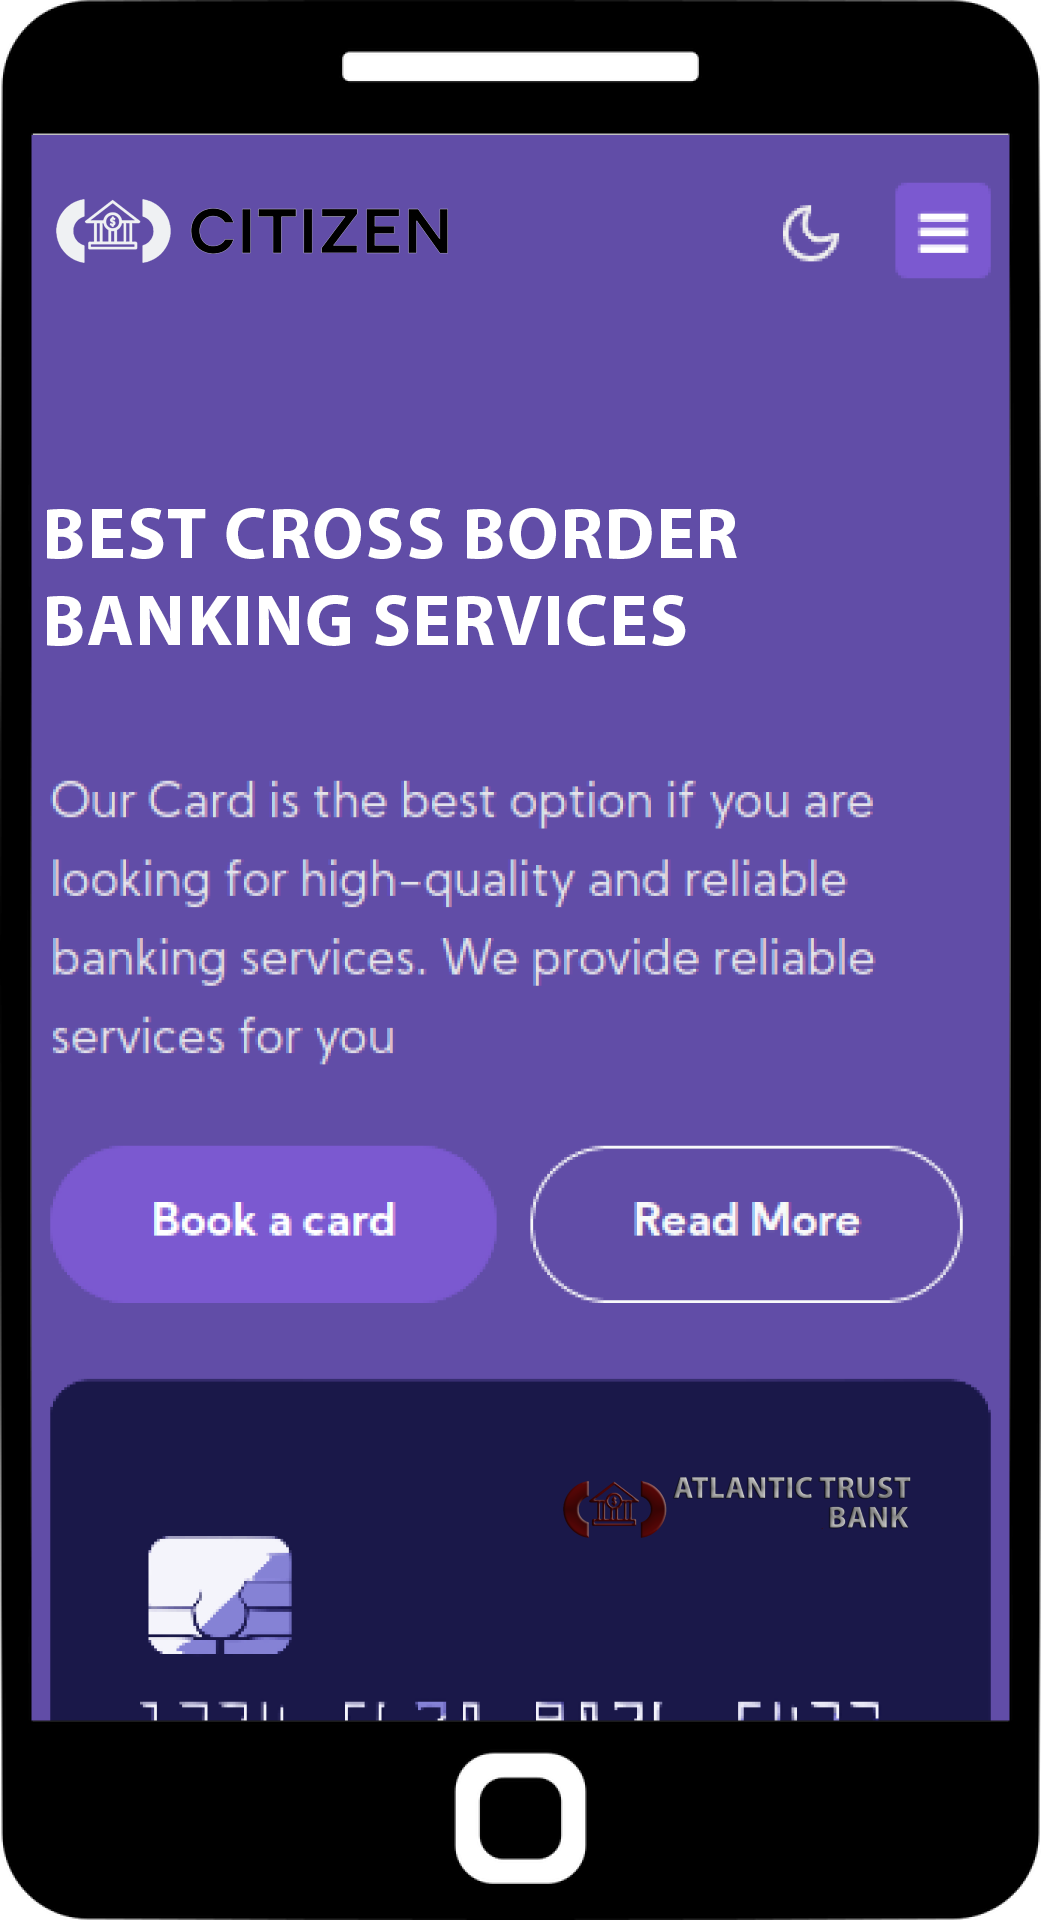 CITIZEN
BEST CROSS BORDER
BANKING SERVICES
Our Card is the best option if you are
looking for high-quality and reliable
banking services. We provide reliable
services for you
Book a card
Read More
ATLANTIC TRUST
BANK